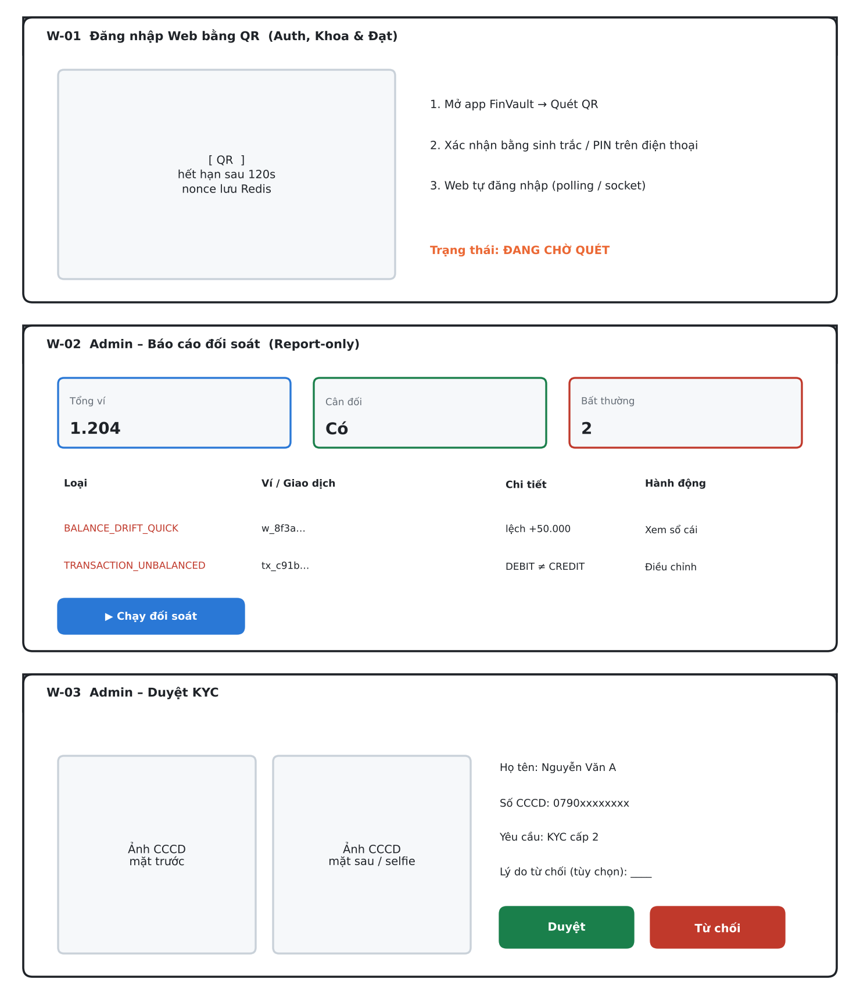 W-01  Đăng nhập Web bằng QR  (Auth, Khoa & Đạt)
[ QR  ]
hết hạn sau 120s
nonce lưu Redis
1. Mở app FinVault → Quét QR
2. Xác nhận bằng sinh trắc / PIN trên điện thoại
3. Web tự đăng nhập (polling / socket)
Trạng thái: ĐANG CHỜ QUÉT
W-02  Admin – Báo cáo đối soát  (Report-only)
Tổng ví
1.204
Cân đối
Có
Bất thường
2
Loại  Ví / Giao dịch  Chi tiết  Hành động
BALANCE_DRIFT_QUICK  w_8f3a…  lệch +50.000  Xem sổ cái
TRANSACTION_UNBALANCED  tx_c91b…  DEBIT ≠ CREDIT  Điều chỉnh
▶ Chạy đối soát
W-03  Admin – Duyệt KYC
Ảnh CCCD
mặt trước
Ảnh CCCD
mặt sau / selfie
Họ tên: Nguyễn Văn A
Số CCCD: 0790xxxxxxxx
Yêu cầu: KYC cấp 2
Lý do từ chối (tùy chọn): ____
Duyệt
Từ chối